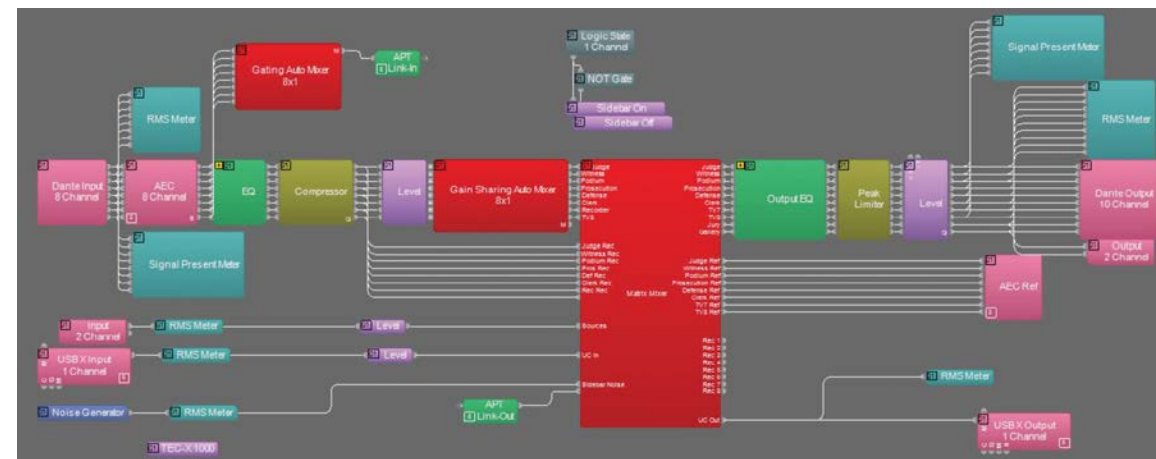 Logic State
1 Channel
NOT Gate
Sidebar On
Sidebar Off
Signal Present Meter
Gating Auto Mixer
8x1
M
APT
Link-In
RMS Meter
RMS Meter
Dante Input
8 Channel
AEC
8 Channel
EQ
Compressor
Level
Gain Sharing Auto Mixer
8x1
M
Judge
Witness
Podium
Prosecution
Defense
Clerk
Recorder
TVS
Judge Rec
Witness Rec
Podium Rec
Pros Rec
Def Rec
Clerk Rec
Rec Rec
Sources
UC In
Sidebar Noise
Matrix Mixer
Judge
Witness
Podium
Prosecution
Defense
Clerk
TVT
TVS
Jury
Gallery
Judge Ref
Witness Ref
Podium Ref
Prosecution Ref
Defense Ref
Clerk Ref
TVT Ref
TVS Ref
Rec 1
Rec 2
Rec 3
Rec 4
Rec 5
Rec 6
Rec 7
Rec 8
UC Out
Output EQ
Peak
Limiter
Level
Dante Output
10 Channel
Output
2 Channel
Signal Present Meter
AEC Ref
Input
2 Channel
RMS Meter
Level
USB X Input
1 Channel
RMS Meter
Level
Noise Generator
RMS Meter
APT
Link-Out
RMS Meter
USB X Output
1 Channel
TEC-X 1000